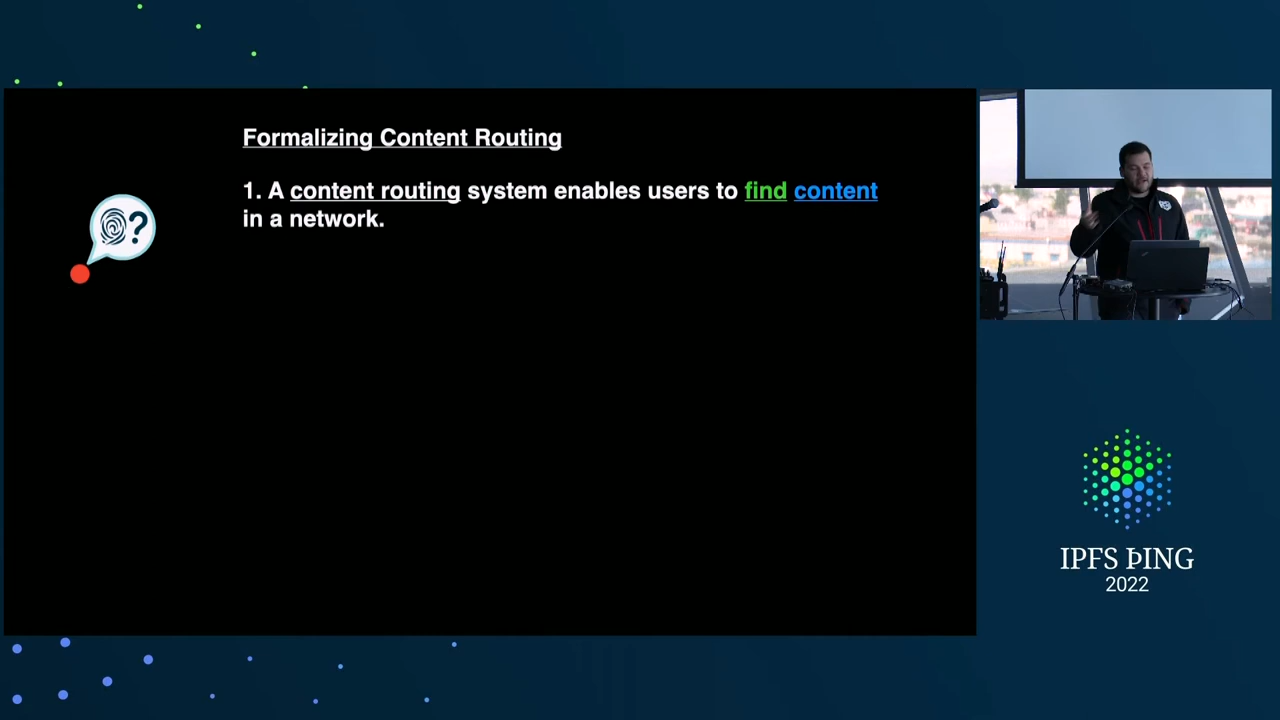 Formalizing Content Routing
1. A content routing system enables users to find content
in a network.
?
IPFS ÞING
2022